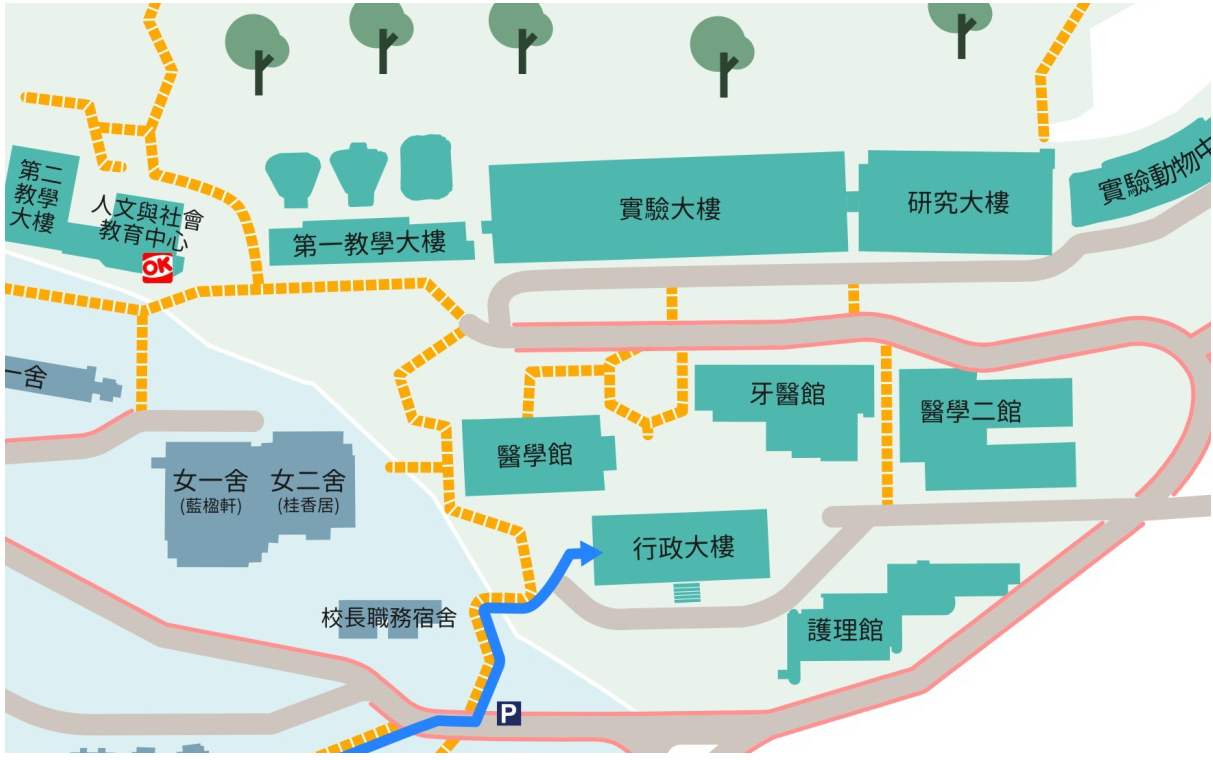 第二
教學
大樓
人文與社會
教育中心
OK
第一教學大樓
實驗大樓
研究大樓
實驗動物中
一舍
女一舍
(藍楹軒)
女二舍
(桂香居)
醫學館
牙醫館
醫學二館
行政大樓
校長職務宿舍
護理館
P